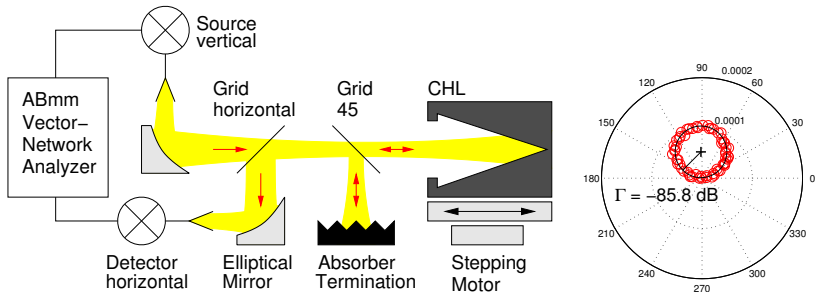 Source
vertical
ABmm
Vector-
Network
Analyzer
Grid
horizontal
Grid
45
CHL
Detector
horizontal
Elliptical
Mirror
Absorber
Termination
Stepping
Motor
90
0.0002
120
60
0.0001
150
30
180
0
Γ = −85.8 dB
210
330
240
300
270